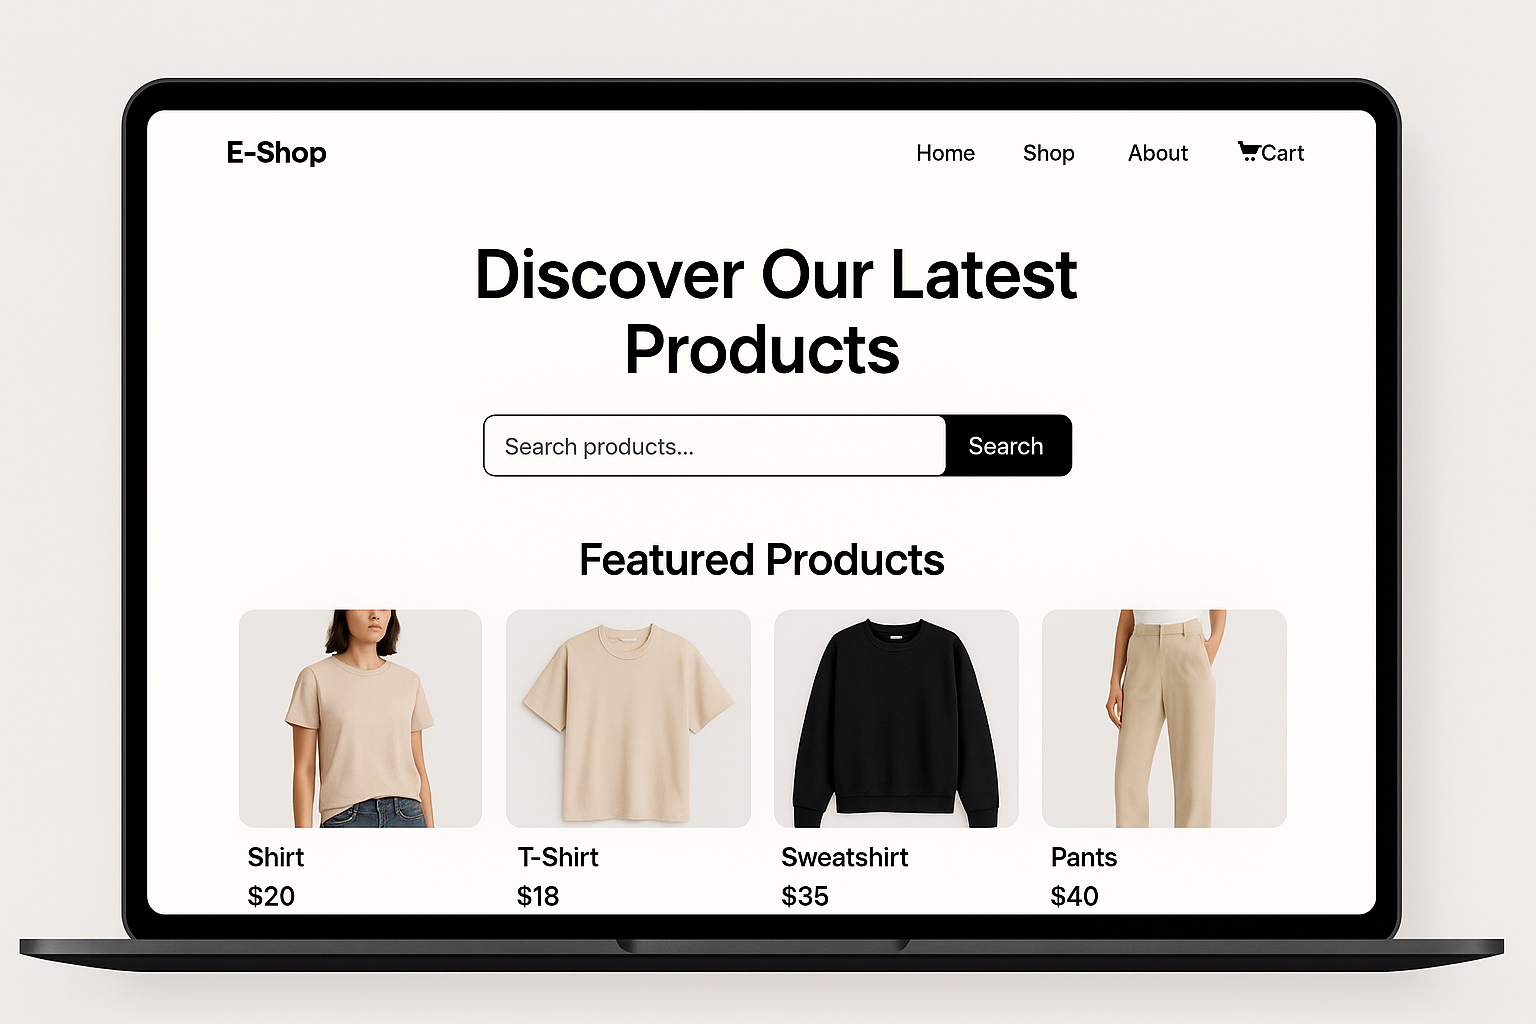 E-Shop
Home Shop About Cart
Discover Our Latest
Products
Search products...
Search
Featured Products
Shirt
$20
T-Shirt
$18
Sweatshirt
$35
Pants
$40